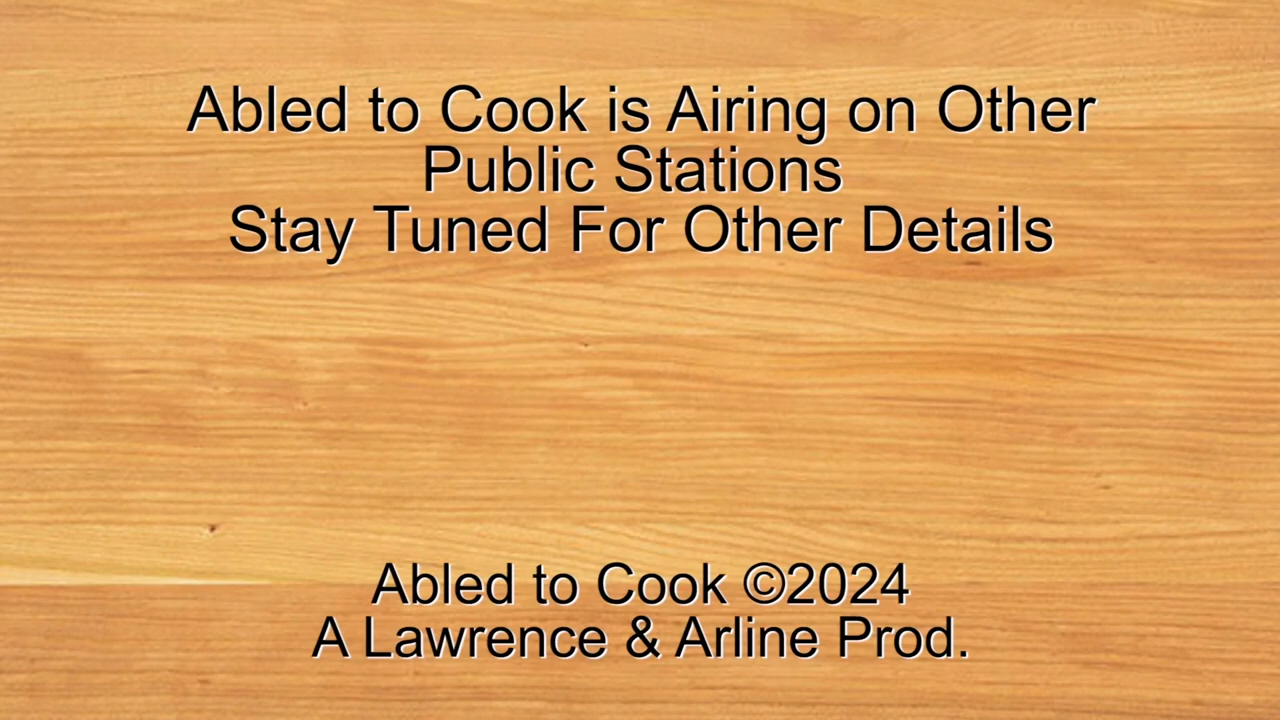 Abled to Cook is Airing on Other
Public Stations
Stay Tuned For Other Details
Abled to Cook ©2024
A Lawrence & Arline Prod.